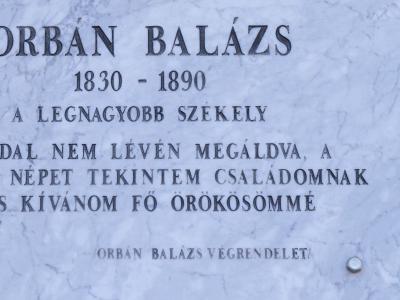 ORBÁN BALÁZS
1830 - 1890
A LEGNAGYOBB SZÉKELY
DAL NEM LÉVÉN MEGÁLDVA, A
NÉPET TEKINTEM CSALÁDOMNAK
S KÍVÁNOM FŐ ÖRÖKÖSÖMMÉ
ORBÁN BALÁZS VÉGRENDELET